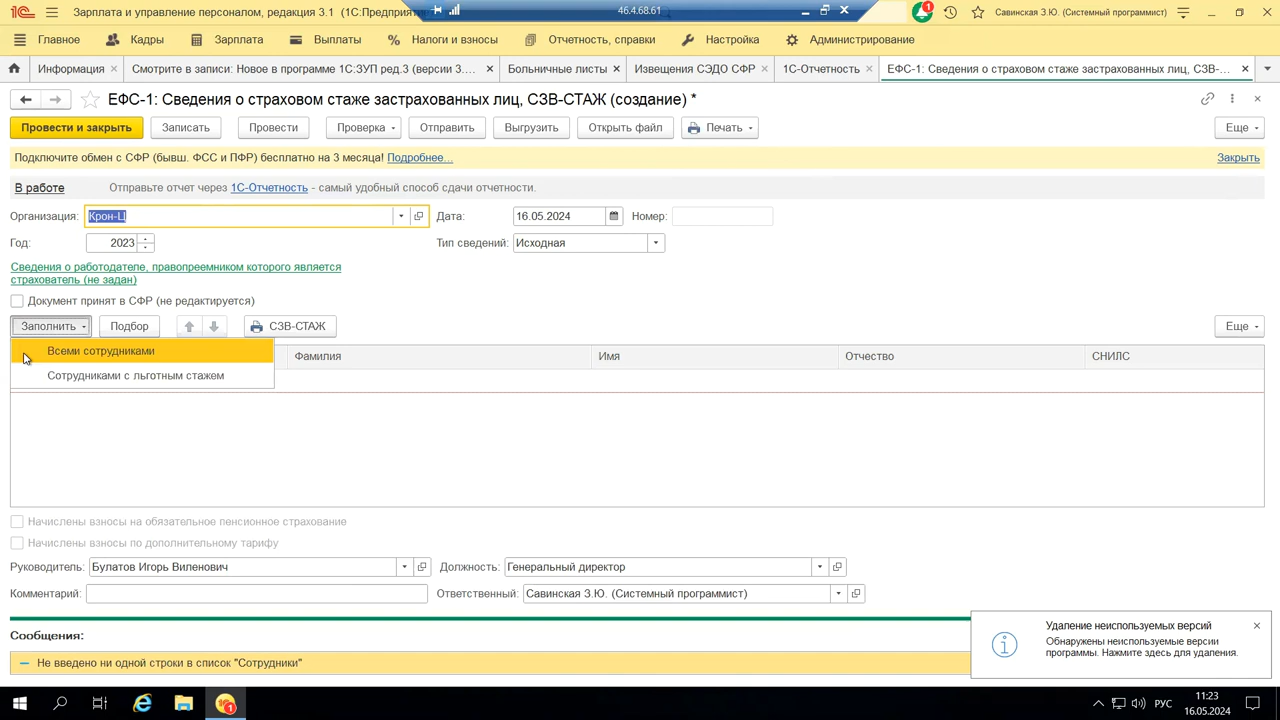 Зарплата и управление персоналом, редакция 3.1 (1С:Предприятие
46.4.68.61
1
Савинская З.Ю. (Системный программист)
Главное Кадры Зарплата Выплаты Налоги и взносы Отчетность, справки Настройка Администрирование
Информация Смотрите в записи: Новое в программе 1С:ЗУП ред.3 (версии 3.... Больничные листы Извещения СЭДО СФР 1С-Отчетность ЕФС-1: Сведения о страховом стаже застрахованных лиц, СЗВ-СТАЖ (со...
ЕФС-1: Сведения о страховом стаже застрахованных лиц, СЗВ-СТАЖ (создание) *
Провести и закрыть Записать Провести Проверка Отправить Выгрузить Открыть файл Печать Еще
Подключите обмен с СФР (бывш. ФСС и ПФР) бесплатно на 3 месяца! Подробнее... Закрыть
В работе Отправьте отчет через 1С-Отчетность - самый удобный способ сдачи отчетности.
Организация: Крон-Ц Дата: 16.05.2024 Номер:
Год: 2023 Тип сведений: Исходная
Сведения о работодателе, правопреемником которого является
страхователь (не задан)
Документ принят в СФР (не редактируется)
Заполнить Подбор СЗВ-СТАЖ Еще
Всеми сотрудниками
Сотрудниками с льготным стажем
Фамилия Имя Отчество СНИЛС
Начислены взносы на обязательное пенсионное страхование
Начислены взносы по дополнительному тарифу
Руководитель: Булатов Игорь Виленович Должность: Генеральный директор
Комментарий: Ответственный: Савинская З.Ю. (Системный программист)
Сообщения:
Не введено ни одной строки в список "Сотрудники"
Удаление неиспользуемых версий
Обнаружены неиспользуемые версии
программы. Нажмите здесь для удаления.
РУС
11:23
16.05.2024